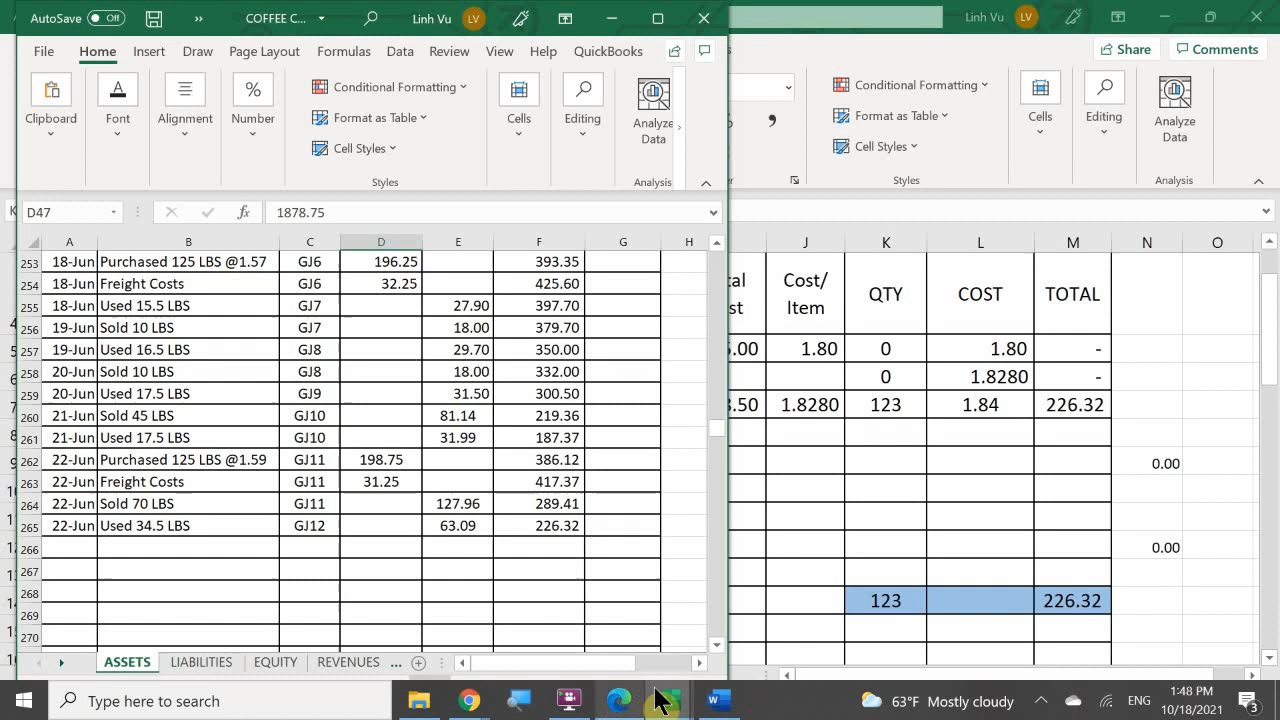 AutoSave Off COFFEE C... Linh Vu LV
File Home Insert Draw Page Layout Formulas Data Review View Help QuickBooks
Clipboard Font Alignment Number
Conditional Formatting
Format as Table
Cell Styles
Styles
Cells Editing
Analyze Data
Analysis
D47 fx 1878.75
A B C D E F G H
253 18-Jun Purchased 125 LBS @1.57 GJ6 196.25 393.35
254 18-Jun Freight Costs GJ6 32.25 425.60
255 18-Jun Used 15.5 LBS GJ7 27.90 397.70
256 19-Jun Sold 10 LBS GJ7 18.00 379.70
257 19-Jun Used 16.5 LBS GJ8 29.70 350.00
258 20-Jun Sold 10 LBS GJ8 18.00 332.00
259 20-Jun Used 17.5 LBS GJ9 31.50 300.50
260 21-Jun Sold 45 LBS GJ10 81.14 219.36
261 21-Jun Used 17.5 LBS GJ10 31.99 187.37
262 22-Jun Purchased 125 LBS @1.59 GJ11 198.75 386.12
263 22-Jun Freight Costs GJ11 31.25 417.37
264 22-Jun Sold 70 LBS GJ11 127.96 289.41
265 22-Jun Used 34.5 LBS GJ12 63.09 226.32
266
267
268
269
270
ASSETS LIABILITIES EQUITY REVENUES ...
Linh Vu LV
Share Comments
Conditional Formatting
Format as Table
Cell Styles
Styles
Cells Editing
Analyze Data
Analysis
J K L M N O
Cost/ Item QTY COST TOTAL
.00 1.80 0 1.80 -
0 1.8280 -
.50 1.8280 123 1.84 226.32
0.00
0.00
123 226.32
Type here to search
63°F Mostly cloudy ENG 1:48 PM
10/18/2021 3